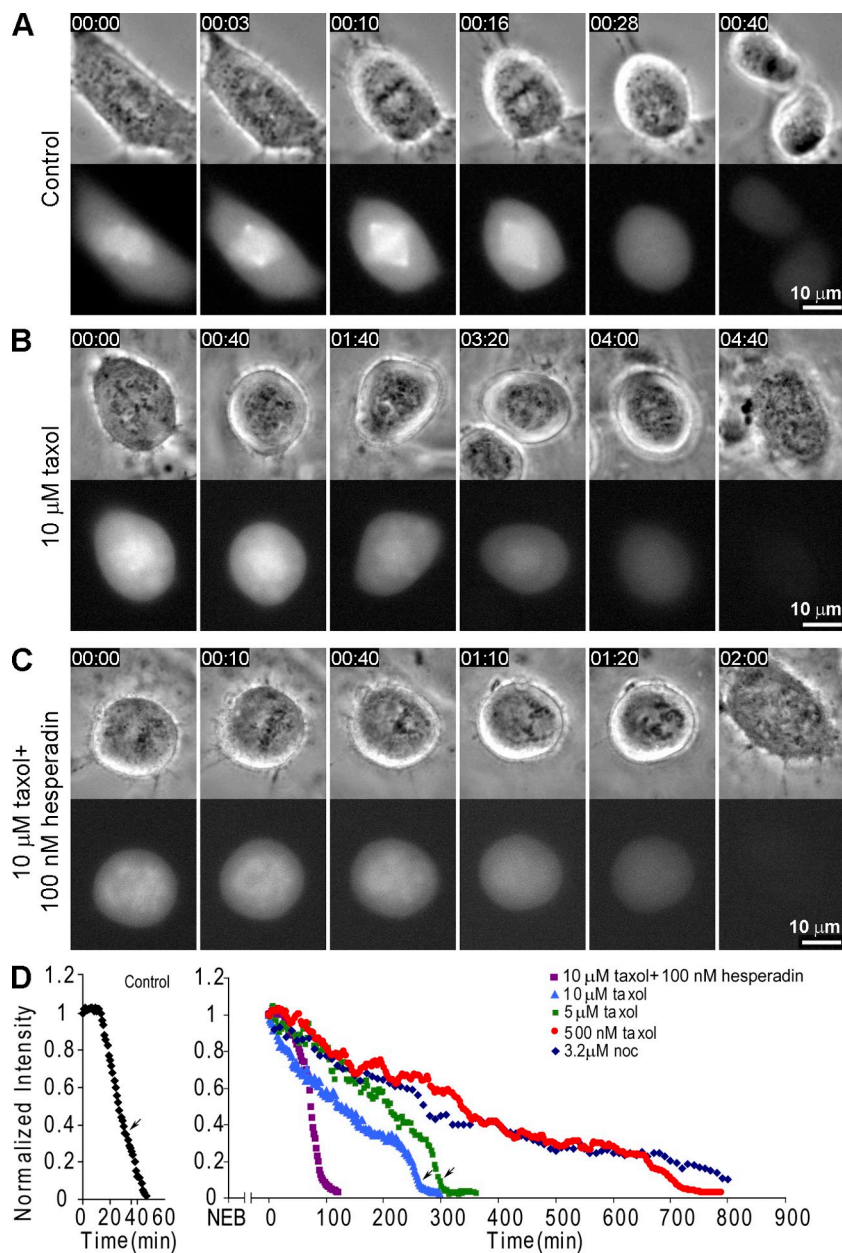 A
00:00 00:03 00:10 00:16 00:28 00:40
Control
10 μm
B
00:00 00:40 01:40 03:20 04:00 04:40
10 μM taxol
10 μm
C
00:00 00:10 00:40 01:10 01:20 02:00
10 μM taxol+
100 nM hesperadin
10 μm
D
Normalized Intensity
1.2
1
0.8
0.6
0.4
0.2
0
Control
0 20 40 60
Time(min)
1.2
1
0.8
0.6
0.4
0.2
0
10 μM taxol+ 100 nM hesperadin
10μM taxol
5μM taxol
500 nM taxol
3.2μM noc
NEB 0 100 200 300 400 500 600 700 800 900
Time(min)